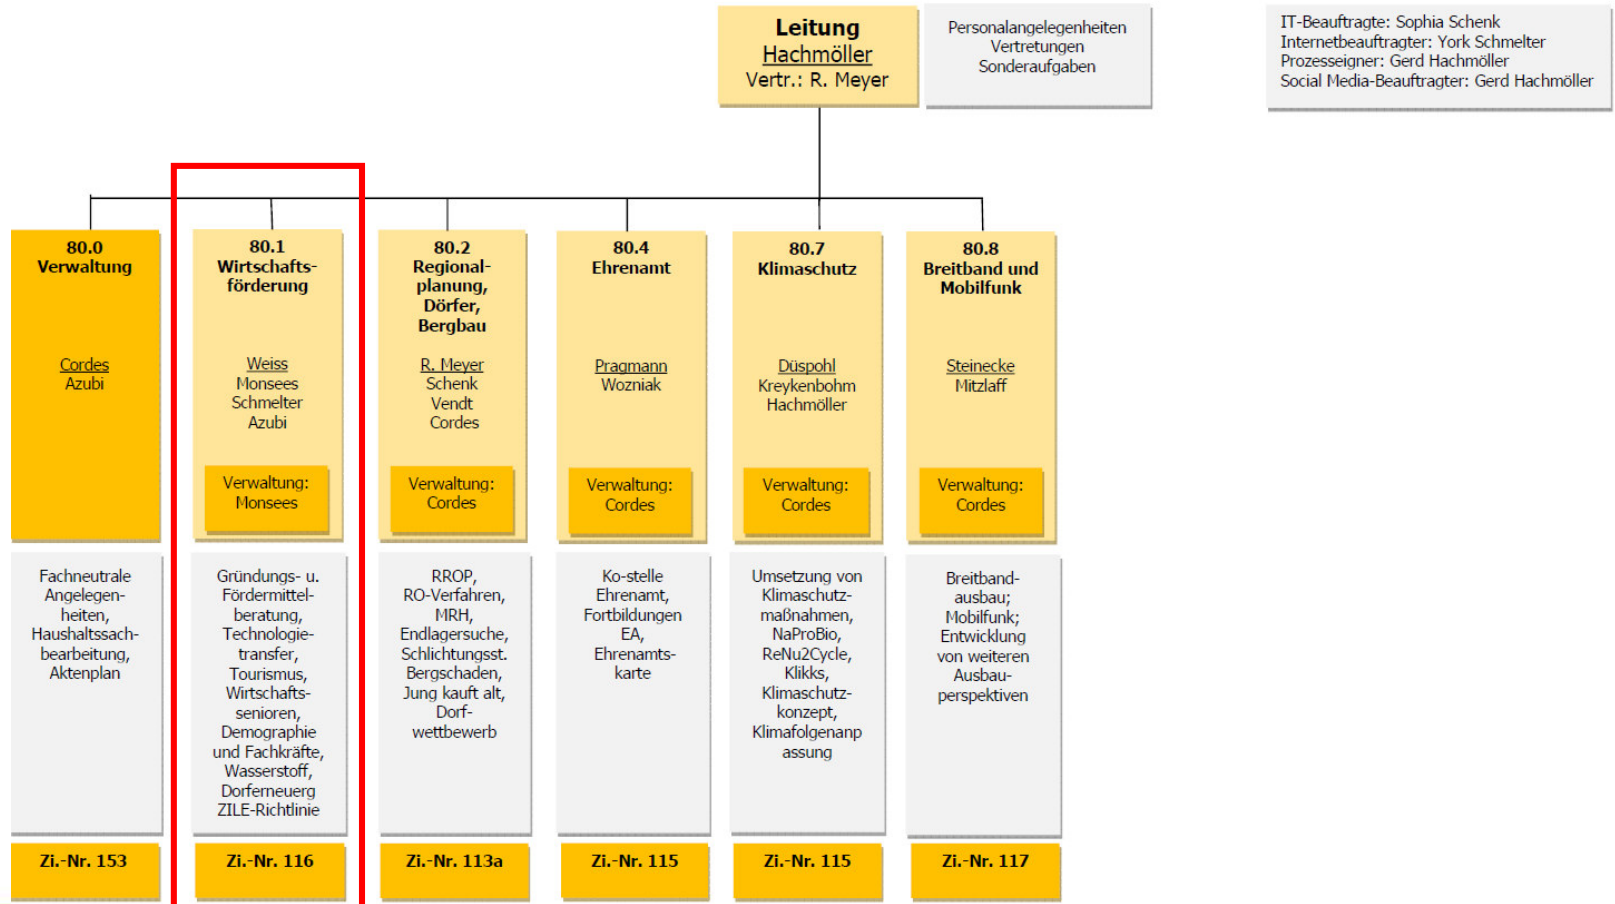 Leitung
Hachmöller
Vertr.: R. Meyer
Personalangelegenheiten
Vertretungen
Sonderaufgaben
IT-Beauftragte: Sophia Schenk
Internetbeauftragter: York Schmelter
Prozesseigner: Gerd Hachmöller
Social Media-Beauftragter: Gerd Hachmöller
80.0
Verwaltung
Cordes
Azubi
Fachneutrale
Angelegen-
heiten,
Haushaltssach-
bearbeitung,
Aktenplan
Zi.-Nr. 153
80.1
Wirtschafts-
förderung
Weiss
Monsees
Schmelter
Azubi
Verwaltung:
Monsees
Gründungs- u.
Fördermittel-
beratung,
Technologie-
transfer,
Tourismus,
Wirtschafts-
senioren,
Demographie
und Fachkräfte,
Wasserstoff,
Dorferneuerg
ZILE-Richtlinie
Zi.-Nr. 116
80.2
Regional-
planung,
Dörfer,
Bergbau
R. Meyer
Schenk
Vendt
Cordes
Verwaltung:
Cordes
RROP,
RO-Verfahren,
MRH,
Endlagersuche,
Schlichtungsst.
Bergschaden,
Jung kauft alt,
Dorf-
wettbewerb
Zi.-Nr. 113a
80.4
Ehrenamt
Pragmann
Wozniak
Verwaltung:
Cordes
Ko-stelle
Ehrenamt,
Fortbildungen
EA,
Ehrenamts-
karte
Zi.-Nr. 115
80.7
Klimaschutz
Düspohl
Kreykenbohm
Hachmöller
Verwaltung:
Cordes
Umsetzung von
Klimaschutz-
maßnahmen,
NaProBio,
ReNu2Cycle,
Klikks,
Klimaschutz-
konzept,
Klimafolgenanp
assung
Zi.-Nr. 115
80.8
Breitband und
Mobilfunk
Steinecke
Mitzlaff
Verwaltung:
Cordes
Breitband-
ausbau;
Mobilfunk;
Entwicklung
von weiteren
Ausbau-
perspektiven
Zi.-Nr. 117